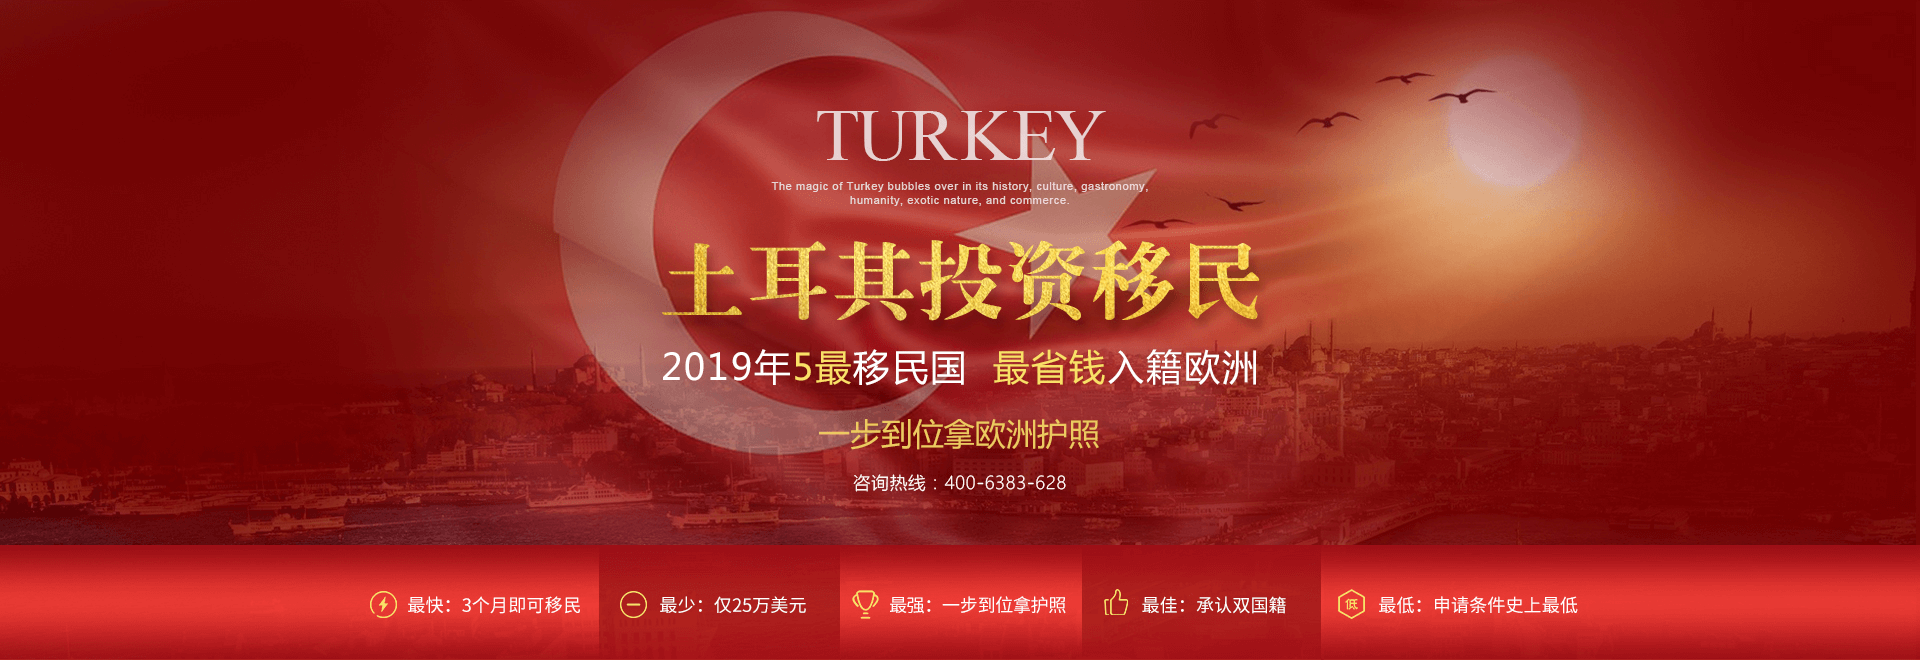 TURKEY
The magic of Turkey bubbles over in its history, culture, gastronomy,
humanity, exotic nature, and commerce.
土耳其投资移民
2019年5最移民国 最省钱入籍欧洲
一步到位拿欧洲护照
咨询热线：400-6383-628
最快：3个月即可移民
最少：仅25万美元
最强：一步到位拿护照
最佳：承认双国籍
低
最低：申请条件史上最低